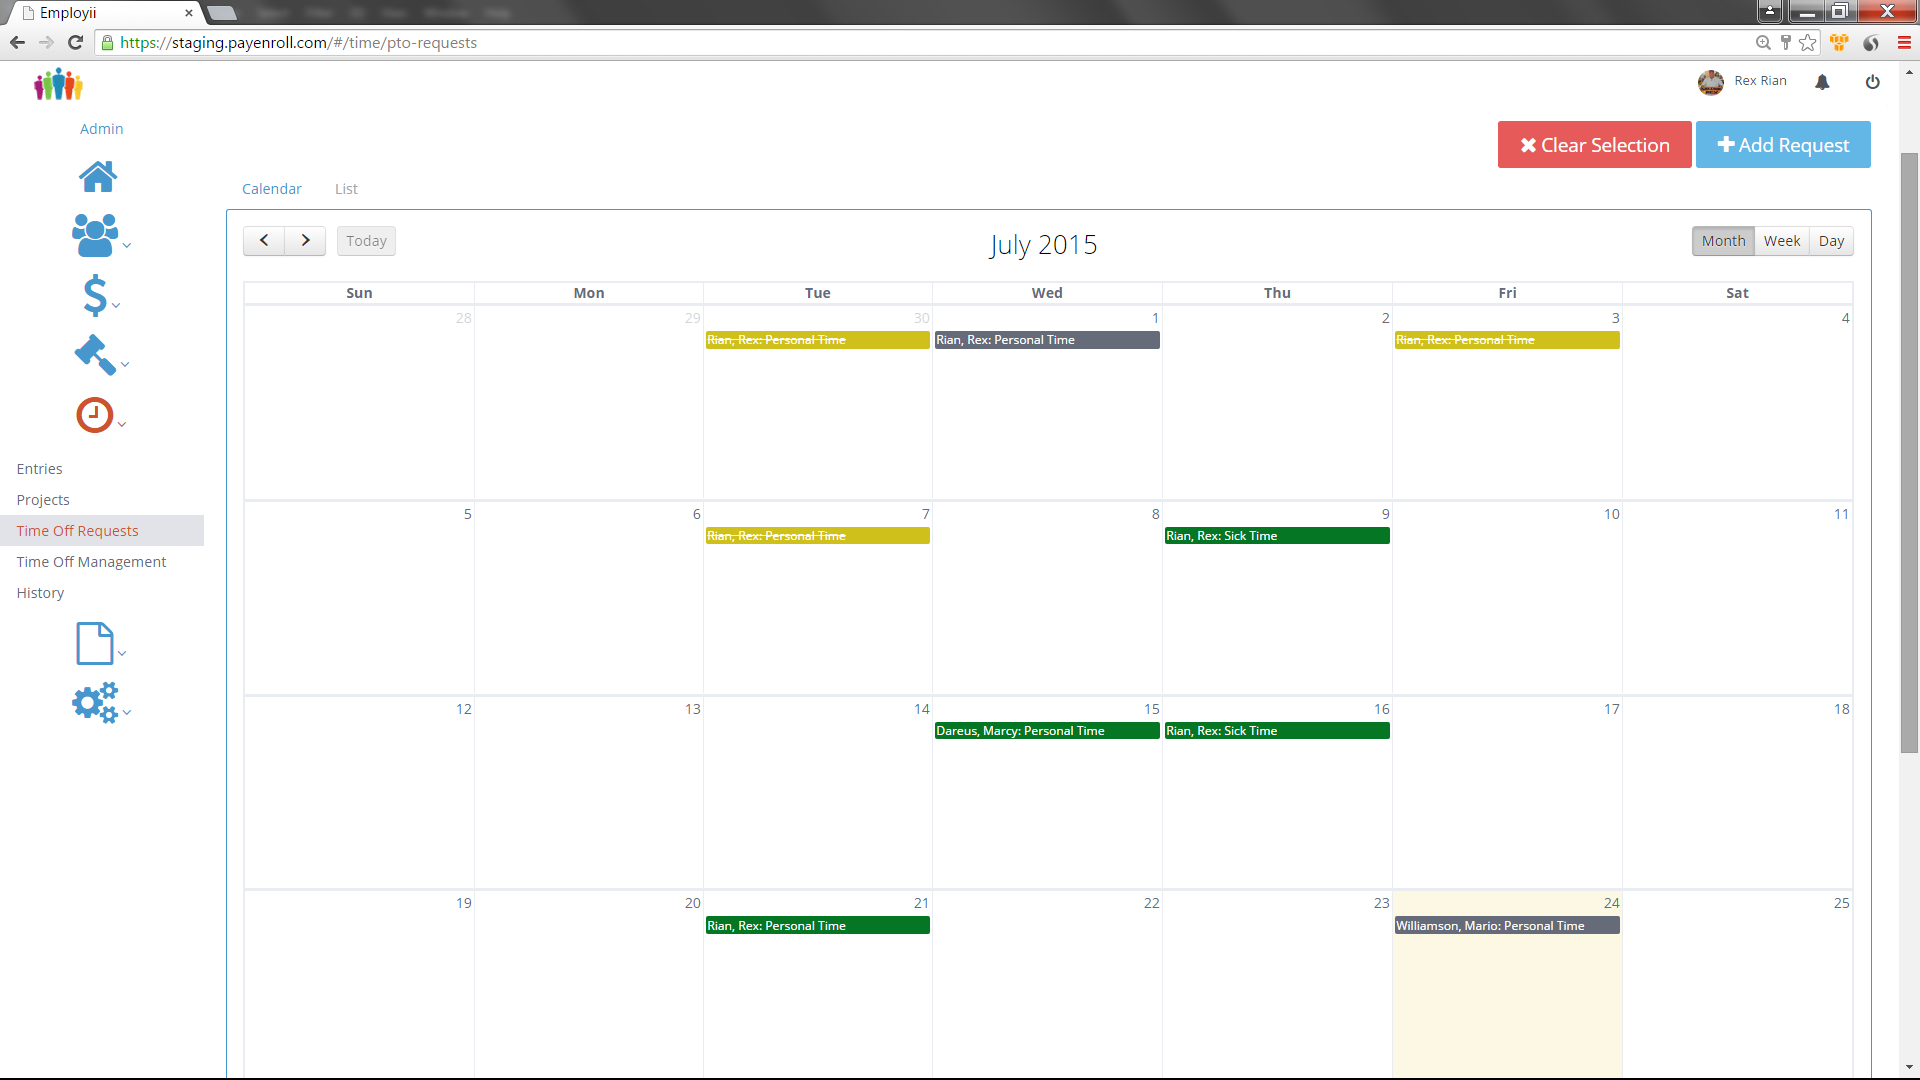 Employii
https://staging.payenroll.com/#/time/pto-requests
Rex Rian
Admin
Clear Selection
Add Request
Calendar List
Today
July 2015
Month Week Day
Sun Mon Tue Wed Thu Fri Sat
28 29 30 1 2 3 4
Rian, Rex: Personal Time
Rian, Rex: Personal Time
Rian, Rex: Personal Time
Entries
Projects
Time Off Requests
Time Off Management
History
5 6 7 8 9 10 11
Rian, Rex: Personal Time
Rian, Rex: Sick Time
12 13 14 15 16 17 18
Dareus, Marcy: Personal Time
Rian, Rex: Sick Time
19 20 21 22 23 24 25
Rian, Rex: Personal Time
Williamson, Mario: Personal Time